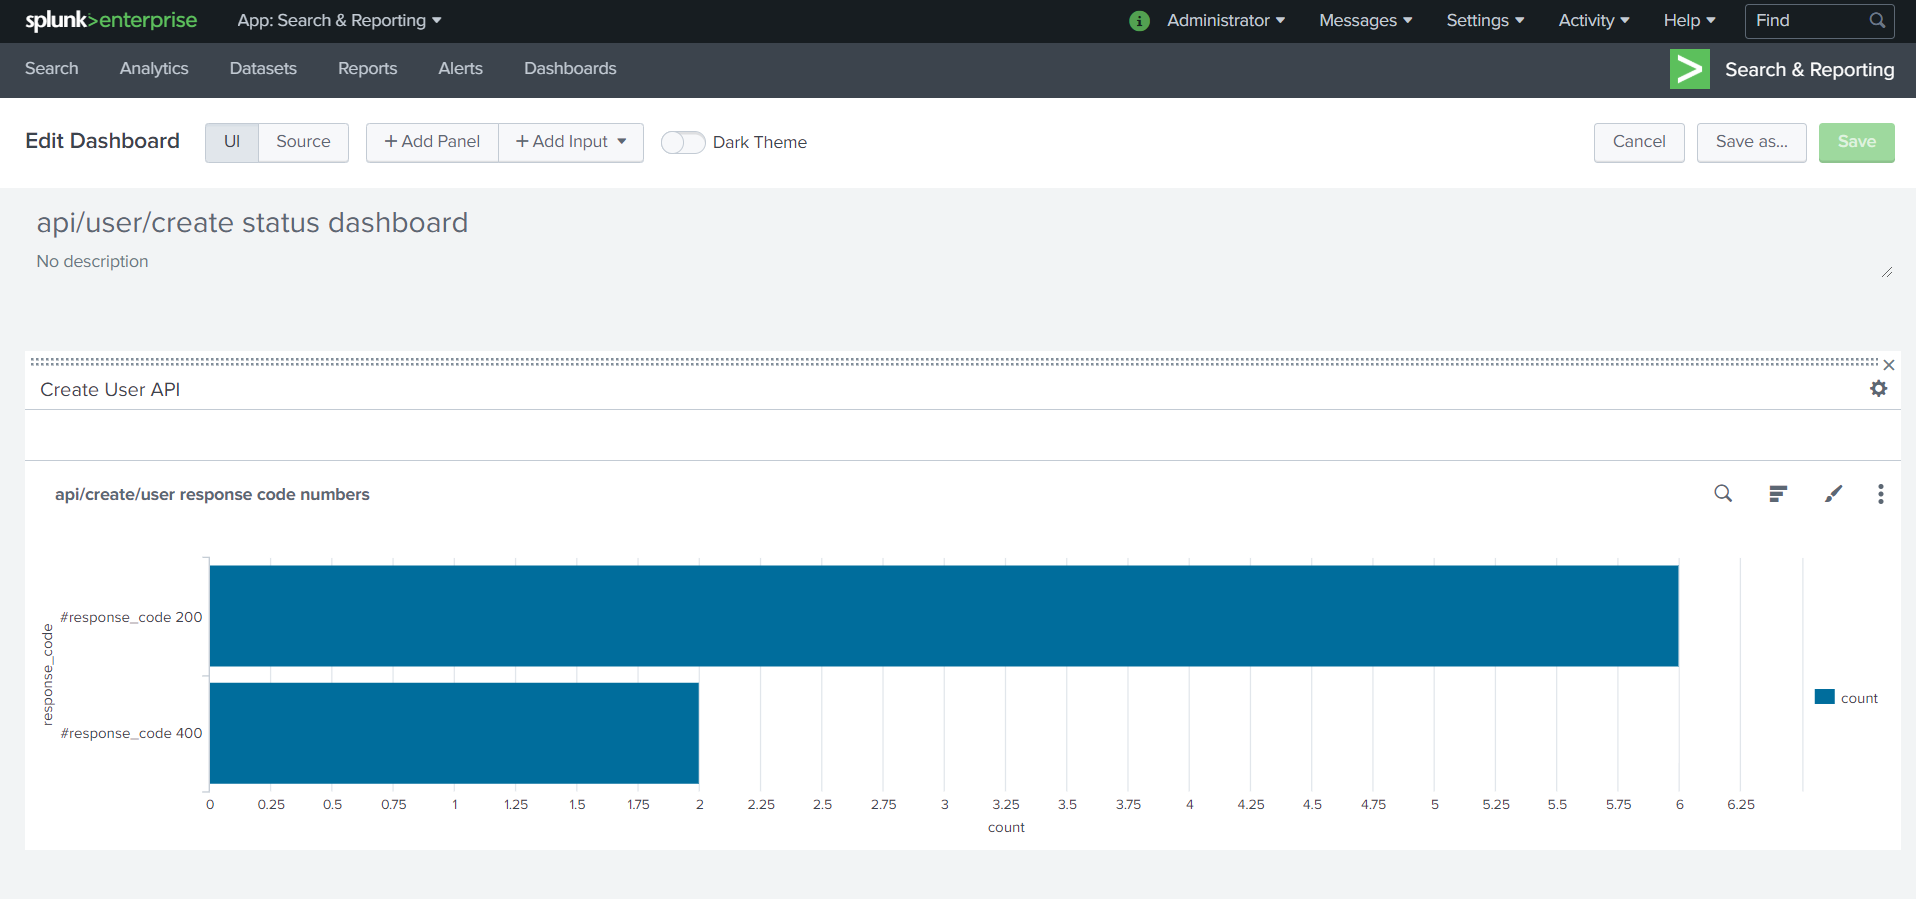 splunk>enterprise App: Search & Reporting i Administrator Messages Settings Activity Help Find
Search Analytics Datasets Reports Alerts Dashboards > Search & Reporting
Edit Dashboard UI Source + Add Panel + Add Input Dark Theme Cancel Save as... Save
api/user/create status dashboard
No description
Create User API
api/create/user response code numbers
response_code
#response_code 200
#response_code 400
count
0 0.25 0.5 0.75 1 1.25 1.5 1.75 2 2.25 2.5 2.75 3 3.25 3.5 3.75 4 4.25 4.5 4.75 5 5.25 5.5 5.75 6 6.25
count